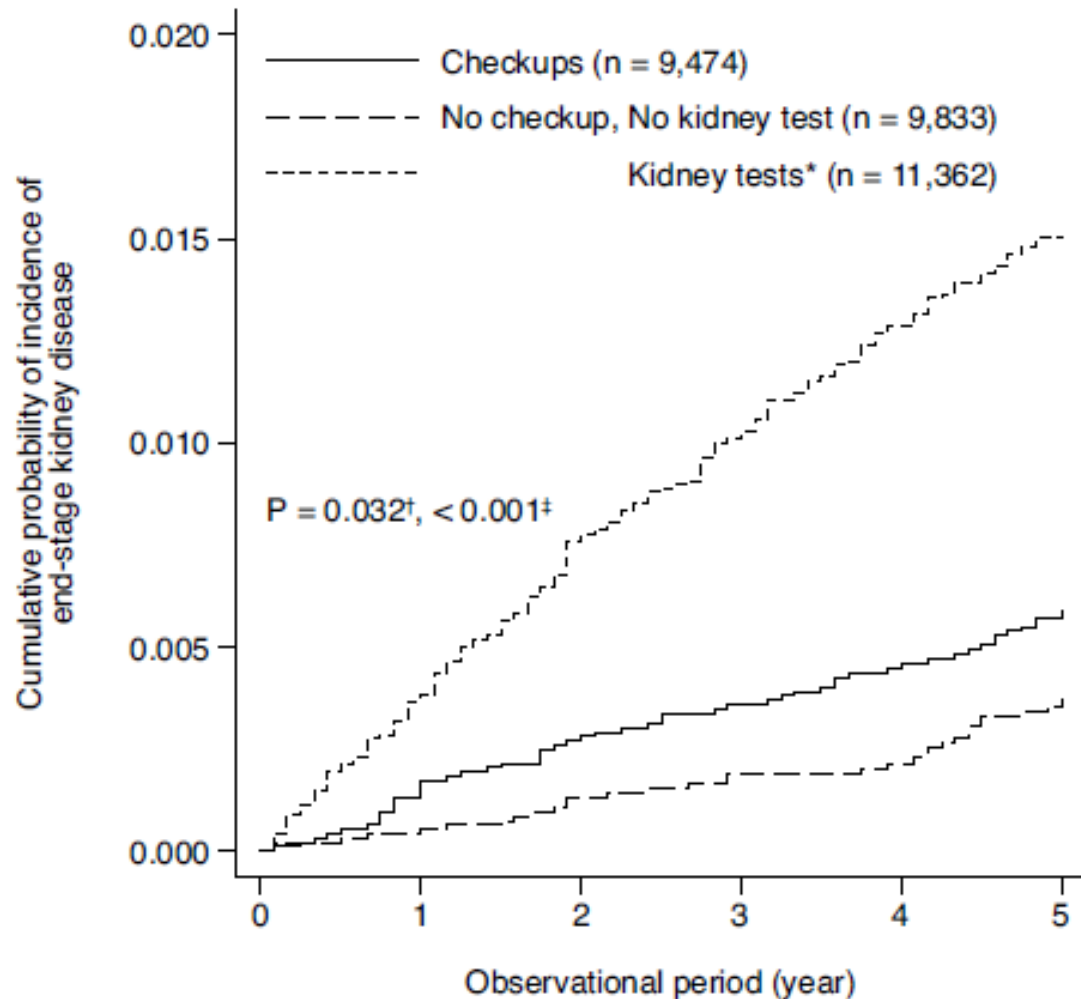 0.020
Checkups (n = 9,474)
No checkup, No kidney test (n = 9,833)
Kidney tests* (n = 11,362)
0.015
0.010
P = 0.032†, < 0.001‡
0.005
0.000
Cumulative probability of incidence of
end-stage kidney disease
0 1 2 3 4 5
Observational period (year)